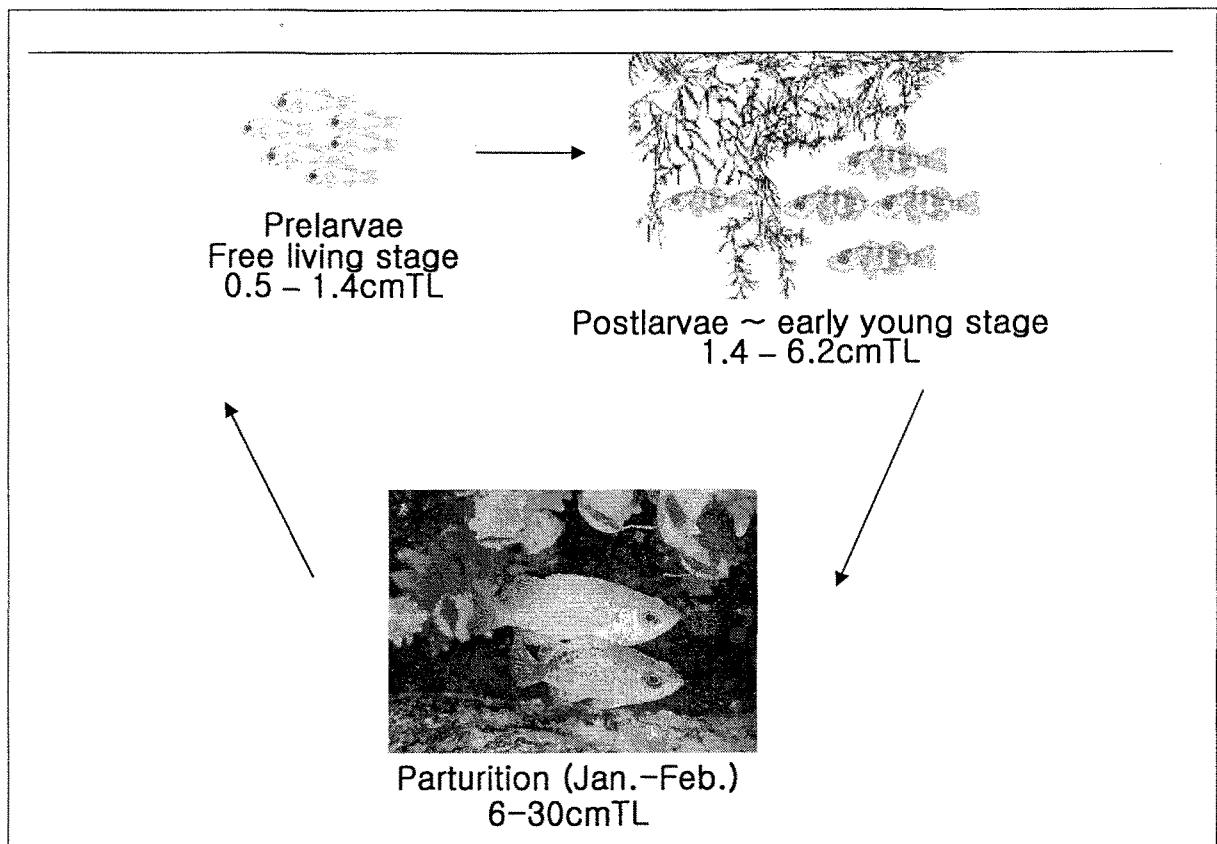 Prelarvae
Free living stage
0.5 – 1.4cmTL
Postlarvae ~ early young stage
1.4 – 6.2cmTL
Parturition (Jan.-Feb.)
6-30cmTL